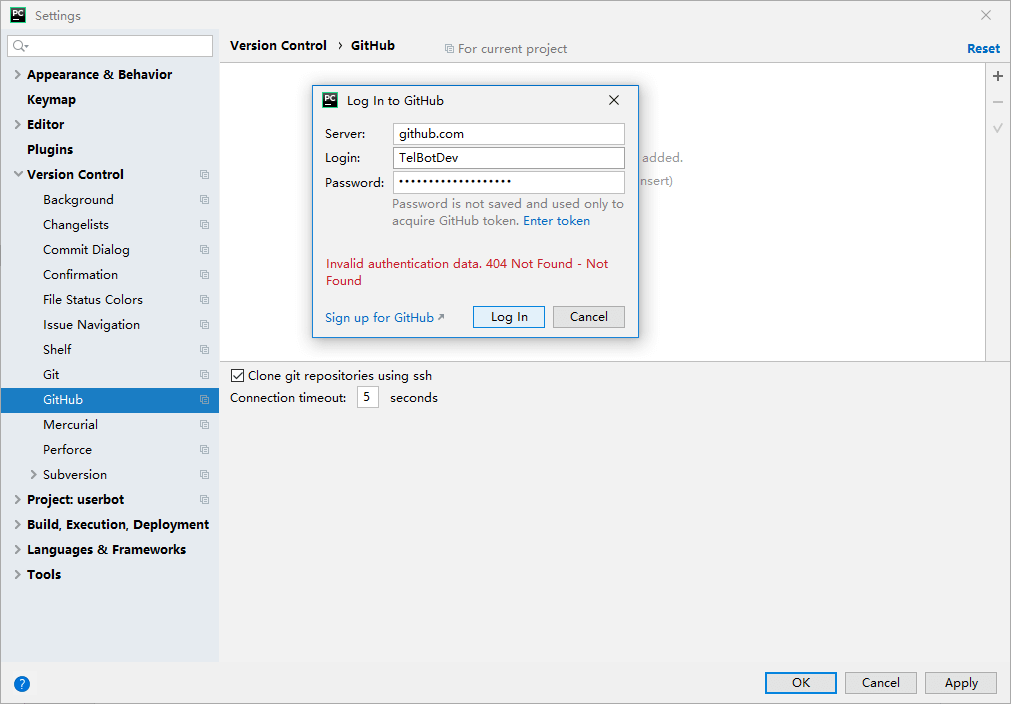 PC
Settings
Appearance & Behavior
Keymap
Editor
Plugins
Version Control
Background
Changelists
Commit Dialog
Confirmation
File Status Colors
Issue Navigation
Shelf
Git
GitHub
Mercurial
Perforce
Subversion
Project: userbot
Build, Execution, Deployment
Languages & Frameworks
Tools
Version Control › GitHub
For current project
Reset
added.
nsert)
PC
Log In to GitHub
Server: github.com
Login: TelBotDev
Password: •••••••••••••••••••
Password is not saved and used only to
acquire GitHub token. Enter token
Invalid authentication data. 404 Not Found - Not
Found
Sign up for GitHub
Log In
Cancel
Clone git repositories using ssh
Connection timeout: 5 seconds
?
OK
Cancel
Apply